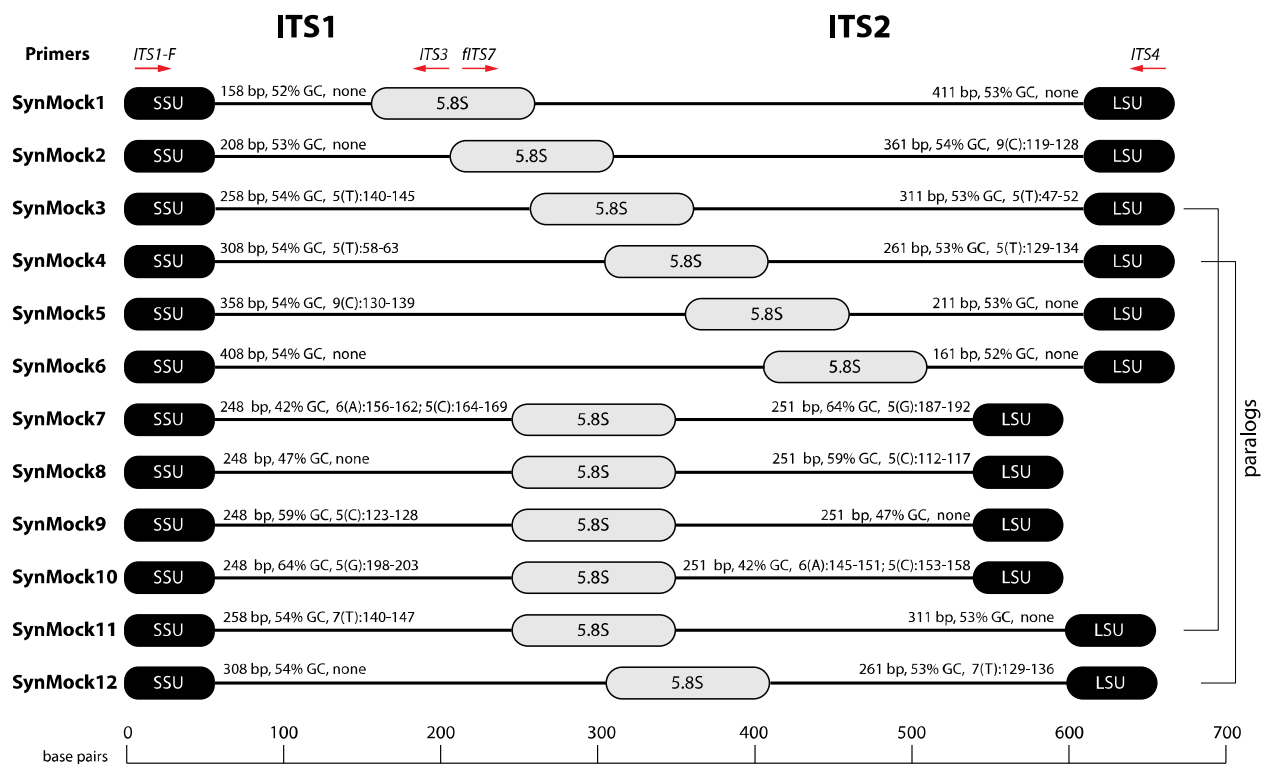 ITS1 ITS2
Primers ITS1-F ITS3 fITS7 ITS4
SynMock1 SSU 158 bp, 52% GC, none 5.8S 411 bp, 53% GC, none LSU
SynMock2 SSU 208 bp, 53% GC, none 5.8S 361 bp, 54% GC, 9(C):119-128 LSU
SynMock3 SSU 258 bp, 54% GC, 5(T):140-145 5.8S 311 bp, 53% GC, 5(T):47-52 LSU
SynMock4 SSU 308 bp, 54% GC, 5(T):58-63 5.8S 261 bp, 53% GC, 5(T):129-134 LSU
SynMock5 SSU 358 bp, 54% GC, 9(C):130-139 5.8S 211 bp, 53% GC, none LSU
SynMock6 SSU 408 bp, 54% GC, none 5.8S 161 bp, 52% GC, none LSU
SynMock7 SSU 248 bp, 42% GC, 6(A):156-162; 5(C):164-169 5.8S 251 bp, 64% GC, 5(G):187-192 LSU
SynMock8 SSU 248 bp, 47% GC, none 5.8S 251 bp, 59% GC, 5(C):112-117 LSU
SynMock9 SSU 248 bp, 59% GC, 5(C):123-128 5.8S 251 bp, 47% GC, none LSU
SynMock10 SSU 248 bp, 64% GC, 5(G):198-203 5.8S 251 bp, 42% GC, 6(A):145-151; 5(C):153-158 LSU
SynMock11 SSU 258 bp, 54% GC, 7(T):140-147 5.8S 311 bp, 53% GC, none LSU
SynMock12 SSU 308 bp, 54% GC, none 5.8S 261 bp, 53% GC, 7(T):129-136 LSU
paralogs
0 100 200 300 400 500 600 700
base pairs